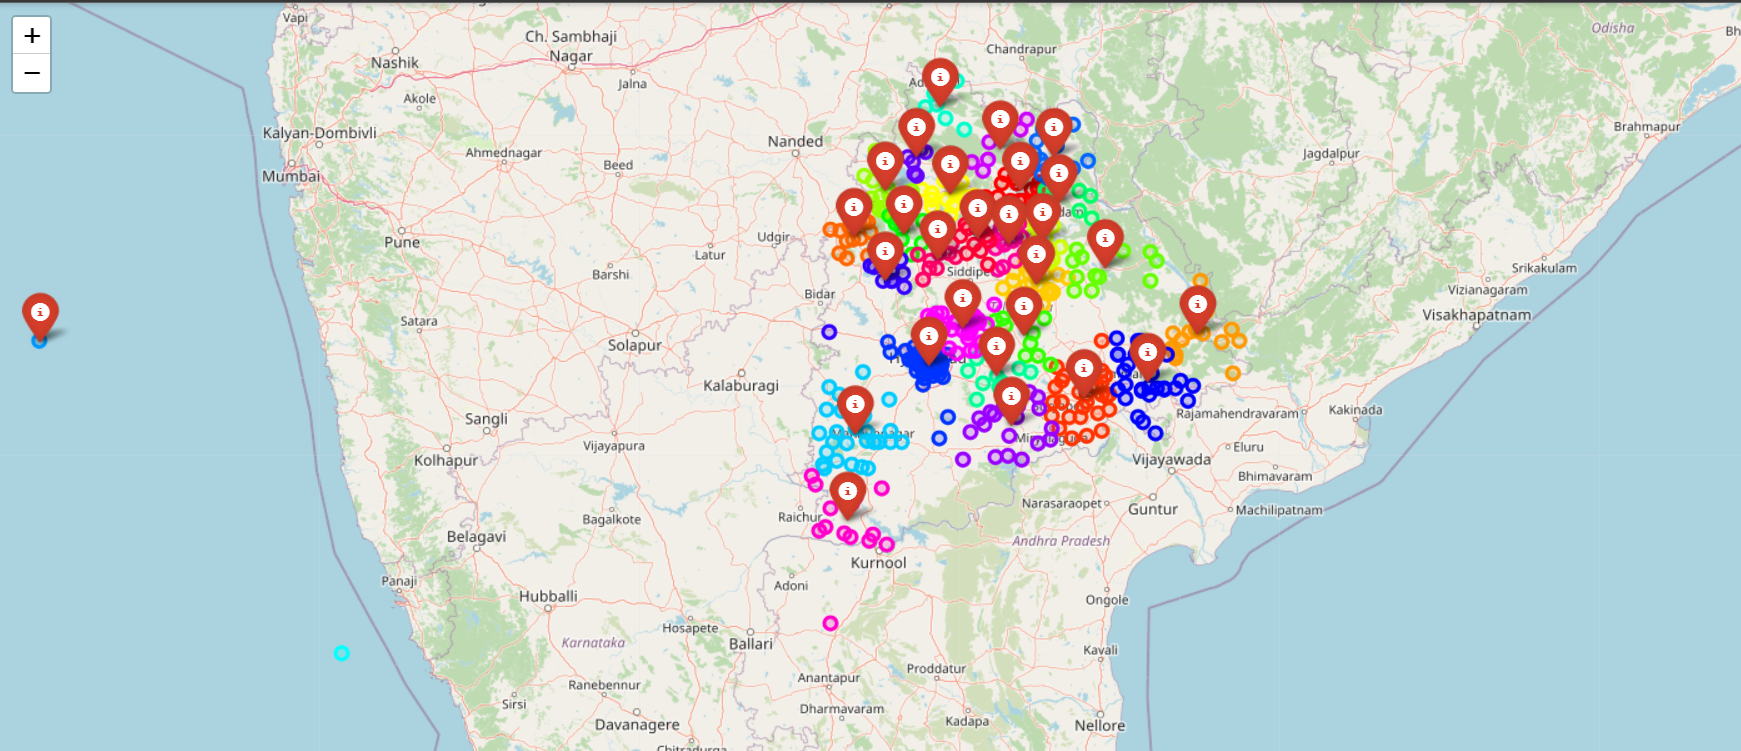 +
−
Vapi
Nashik
Akole
Kalyan-Dombivli
Mumbai
Ahmednagar
Ch. Sambhaji
Nagar
Jalna
Beed
Nanded
Chandrapur
Odisha
Brahmapur
Jagdalpur
Pune
Udgir
Latur
Barshi
Bidar
Siddipe
Srikakulam
Vizianagaram
Visakhapatnam
Satara
Solapur
Kalaburagi
Sangli
Vijayapura
Kolhapur
Rajamahendravaram
Kakinada
Eluru
Vijayawada
Bhimavaram
Raichur
Narasaraopet
Guntur
Machilipatnam
Bagalkote
Belagavi
Andhra Pradesh
Kurnool
Panaji
Adoni
Hubballi
Ongole
Hosapete
Karnataka
Ballari
Kavali
Proddatur
Anantapur
Ranebennur
Sirsi
Dharmavaram
Kadapa
Nellore
Davanagere
Chitradurga